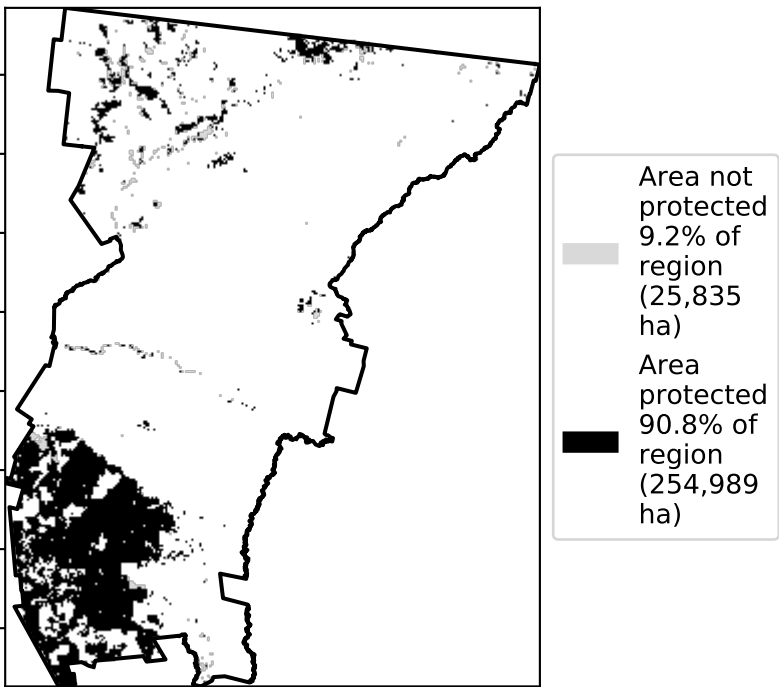 Area not
protected
9.2% of
region
(25,835
ha)
Area
protected
90.8% of
region
(254,989
ha)